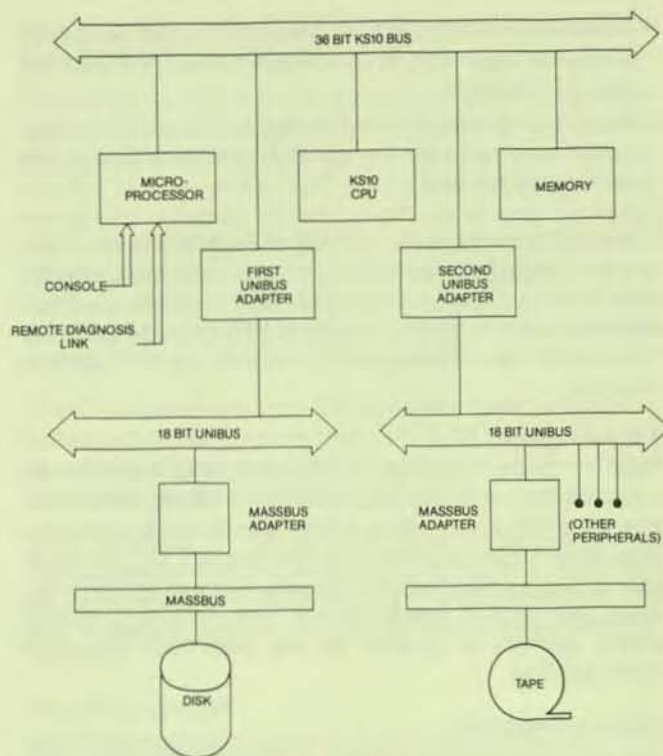 36 BIT KS10 BUS
MICRO-
PROCESSOR
KS10
CPU
MEMORY
CONSOLE
REMOTE DIAGNOSIS
LINK
FIRST
UNIBUS
ADAPTER
SECOND
UNIBUS
ADAPTER
18 BIT UNIBUS
18 BIT UNIBUS
MASSBUS
ADAPTER
MASSBUS
ADAPTER
(OTHER
PERIPHERALS)
MASSBUS
DISK
TAPE